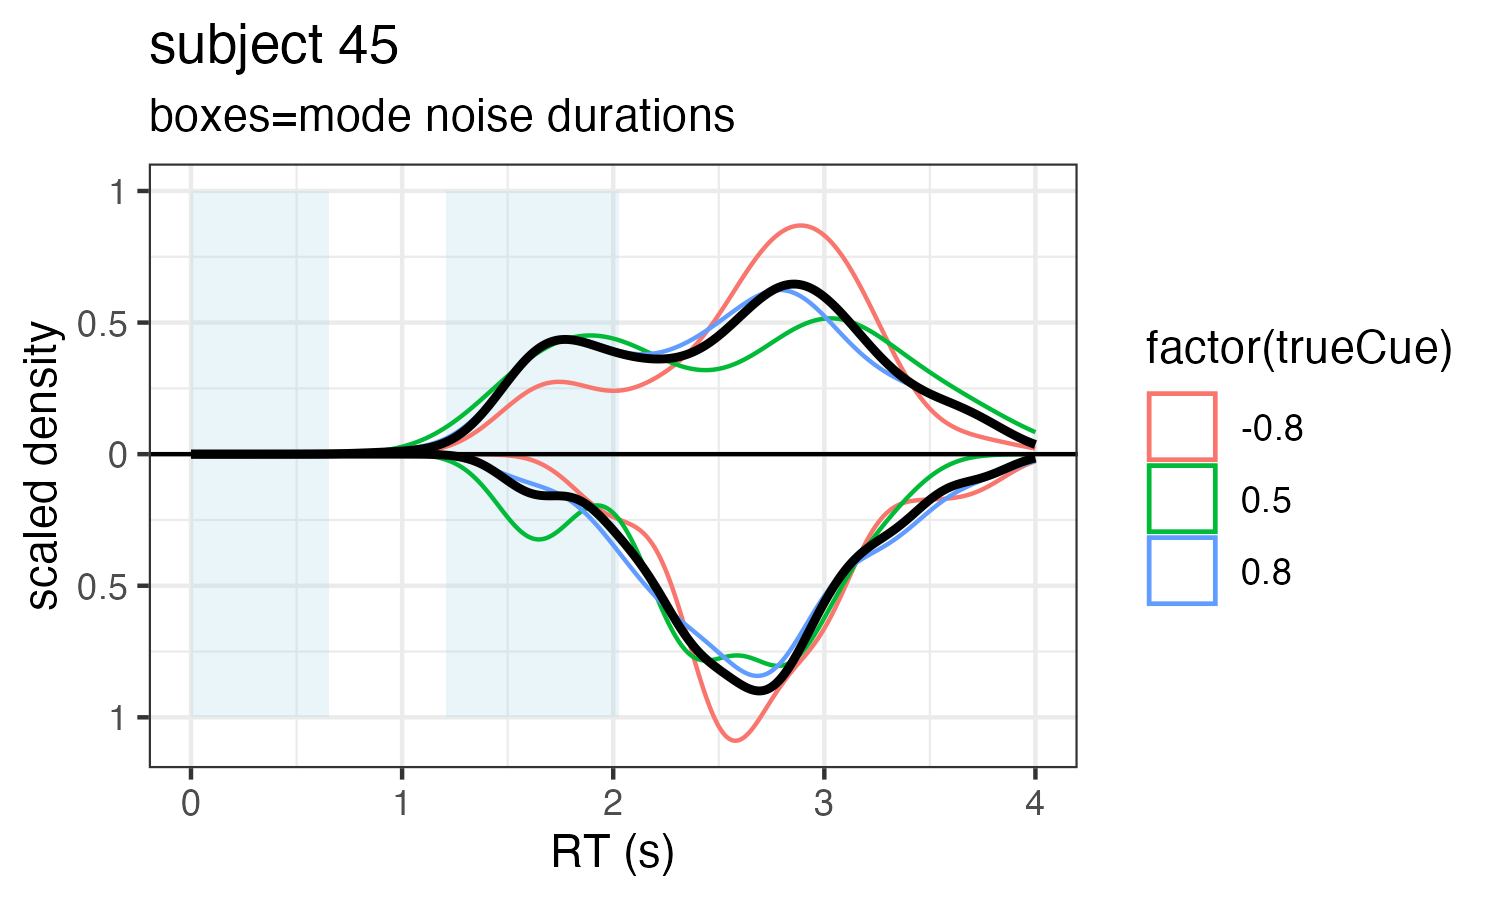 subject 45
boxes=mode noise durations
scaled density
1
0.5
0
0.5
1
0 1 2 3 4
RT (s)
factor(trueCue)
-0.8
0.5
0.8